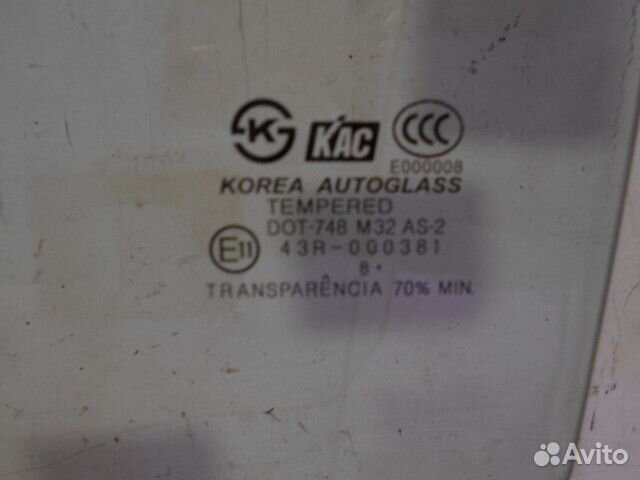 KS KAC CCC
E000008
KOREA AUTOGLASS
TEMPERED
DOT-748 M32 AS-2
E11 43R-000381
8 •
TRANSPARÊNCIA 70% MIN.
Avito